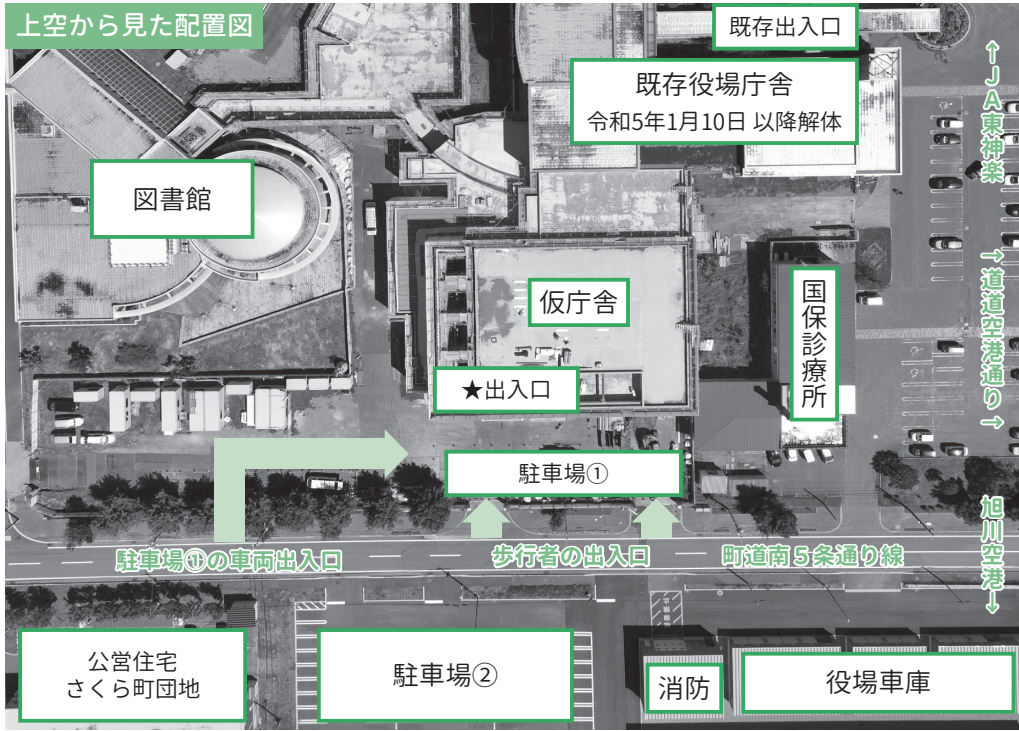 上空から見た配置図
既存出入口
既存役場庁舎
令和5年1月10日 以降解体
←JA東神楽
図書館
仮庁舎
国保診療所
→道道空港通り→
★出入口
駐車場①
旭川空港→
駐車場①の車両出入口
歩行者の出入口
町道南5条通り線
公営住宅
さくら町団地
駐車場②
消防
役場車庫